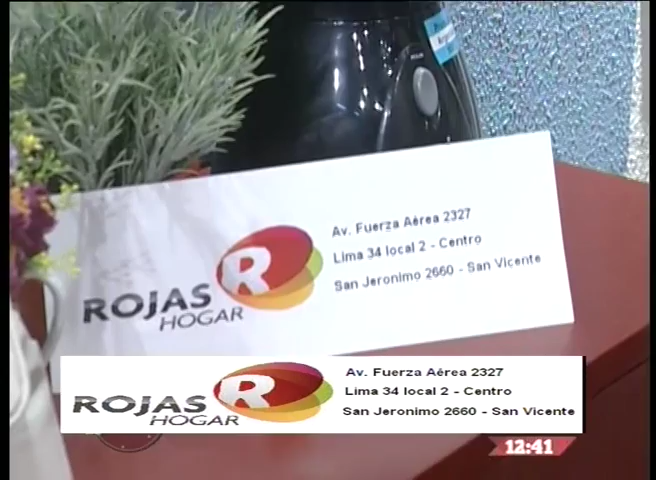 Av. Fuerza Aérea 2327
Lima 34 local 2 - Centro
San Jeronimo 2660 - San Vicente
R
ROJAS
HOGAR
Av. Fuerza Aérea 2327
Lima 34 local 2 - Centro
San Jeronimo 2660 - San Vicente
R
ROJAS
HOGAR
12:41